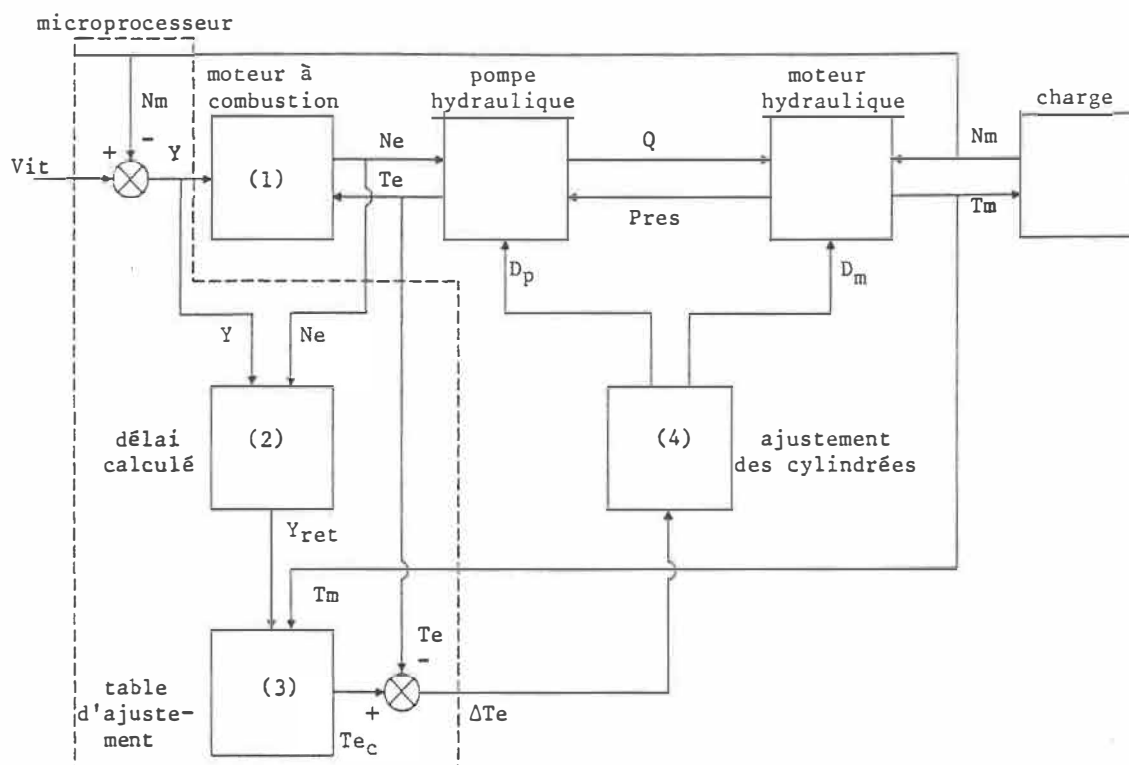 microprocesseur
moteur à
combustion
pompe
hydraulique
moteur
hydraulique
charge
Nm
-
+
Vit
Y
(1)
Ne
Te
Q
Pres
Nm
Tm
Dp
Dm
Y
Ne
délai
calculé
(2)
(4)
ajustement
des cylindrées
Yret
Tm
Te
-
table
d'ajuste-
ment
(3)
+
Tec
ΔTe